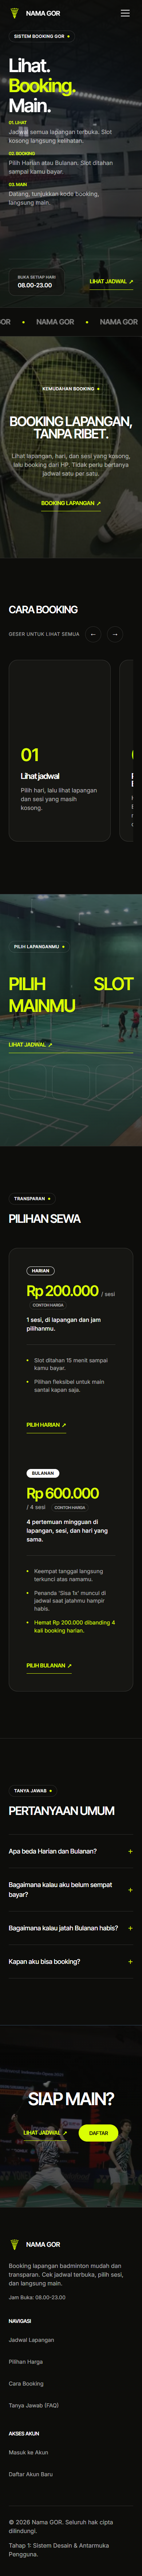 NAMA GOR
SISTEM BOOKING GOR
Lihat.
Booking.
Main.
01. LIHAT
Jadwal semua lapangan terbuka. Slot
kosong langsung kelihatan.
02. BOOKING
Pilih Harian atau Bulanan. Slot ditahan
sampai kamu bayar.
03. MAIN
Datang, tunjukkan kode booking,
langsung main.
BUKA SETIAP HARI
08.00-23.00
LIHAT JADWAL ↗
GOR • NAMA GOR • NAMA GOR
KEMUDAHAN BOOKING
BOOKING LAPANGAN,
TANPA RIBET.
Lihat lapangan, hari, dan sesi yang kosong,
lalu booking dari HP. Tidak perlu bertanya
jadwal satu per satu.
BOOKING LAPANGAN ↗
CARA BOOKING
GESER UNTUK LIHAT SEMUA ← →
01
Lihat jadwal
Pilih hari, lalu lihat lapangan
dan sesi yang masih
kosong.
PILIH LAPANGANMU
PILIH SLOT
MAINMU
LIHAT JADWAL ↗
TRANSPARAN
PILIHAN SEWA
HARIAN
Rp 200.000 / sesi
CONTOH HARGA
1 sesi, di lapangan dan jam
pilihanmu.
• Slot ditahan 15 menit sampai
kamu bayar.
• Pilihan fleksibel untuk main
santai kapan saja.
PILIH HARIAN ↗
BULANAN
Rp 600.000
/ 4 sesi CONTOH HARGA
4 pertemuan mingguan di
lapangan, sesi, dan hari yang
sama.
• Keempat tanggal langsung
terkunci atas namamu.
• Penanda 'Sisa 1x' muncul di
jadwal saat jatahmu hampir
habis.
• Hemat Rp 200.000 dibanding 4
kali booking harian.
PILIH BULANAN ↗
TANYA JAWAB
PERTANYAAN UMUM
Apa beda Harian dan Bulanan? +
Bagaimana kalau aku belum sempat
bayar? +
Bagaimana kalau jatah Bulanan habis? +
Kapan aku bisa booking? +
SIAP MAIN?
LIHAT JADWAL ↗ DAFTAR
NAMA GOR
Booking lapangan badminton mudah dan
transparan. Cek jadwal terbuka, pilih sesi,
dan langsung main.
Jam Buka: 08.00-23.00
NAVIGASI
Jadwal Lapangan
Pilihan Harga
Cara Booking
Tanya Jawab (FAQ)
AKSES AKUN
Masuk ke Akun
Daftar Akun Baru
© 2026 Nama GOR. Seluruh hak cipta
dilindungi.
Tahap 1: Sistem Desain & Antarmuka
Pengguna.